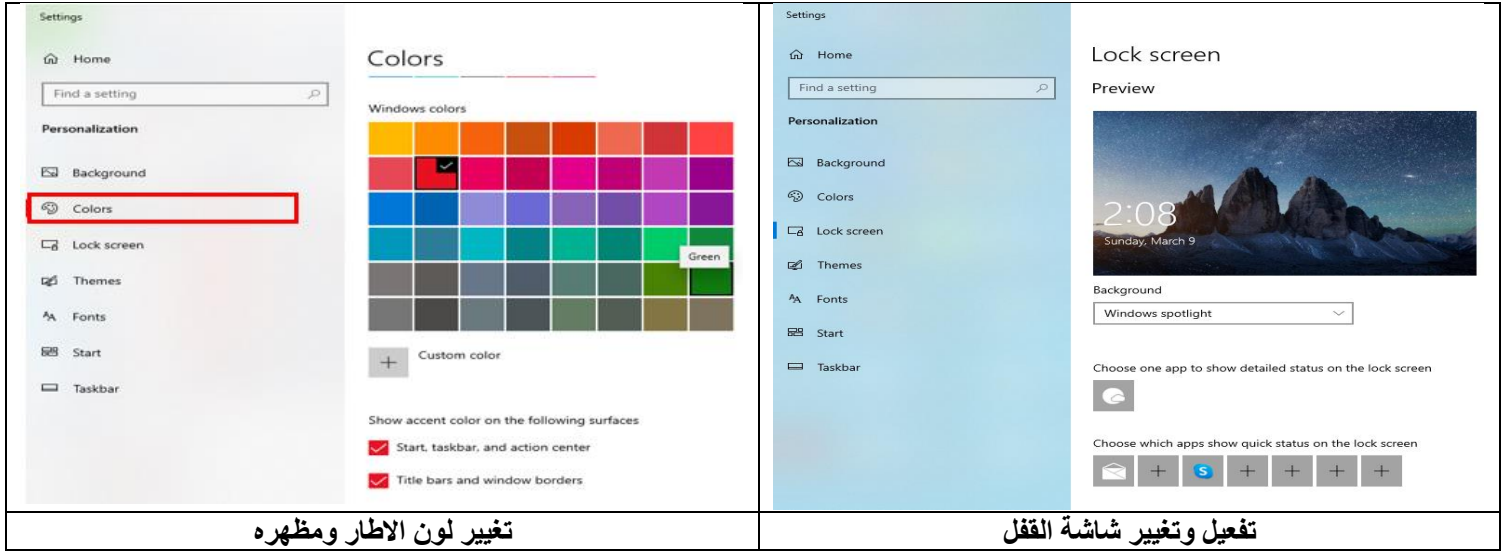 Settings
Home
Find a setting
Personalization
Background
Colors
Lock screen
Themes
Fonts
Start
Taskbar
Colors
Windows colors
Green
Custom color
Show accent color on the following surfaces
Start, taskbar, and action center
Title bars and window borders
تغيير لون الاطار ومظهره
Settings
Home
Find a setting
Personalization
Background
Colors
Lock screen
Themes
Fonts
Start
Taskbar
Lock screen
Preview
2:08
Sunday, March 9
Background
Windows spotlight
Choose one app to show detailed status on the lock screen
Choose which apps show quick status on the lock screen
تفعيل وتغيير شاشة القفل